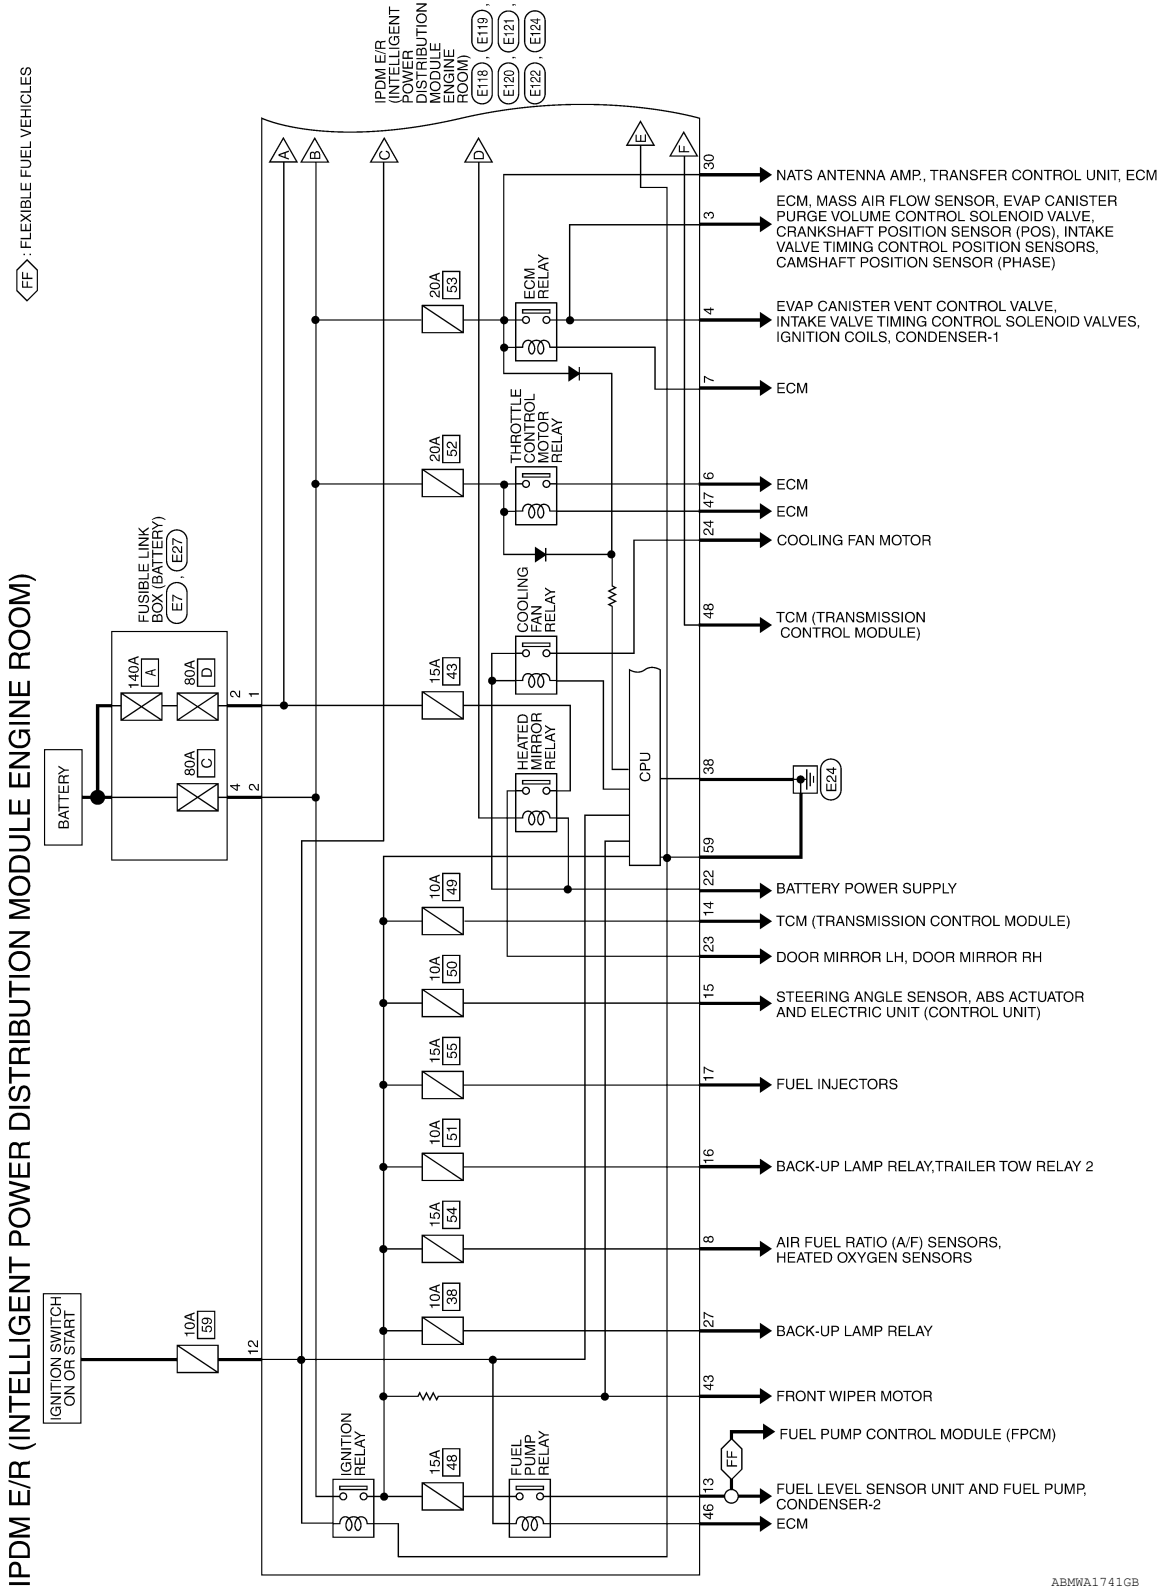 IPDM E/R (INTELLIGENT POWER DISTRIBUTION MODULE ENGINE ROOM)
FF : FLEXIBLE FUEL VEHICLES
BATTERY
IGNITION SWITCH
ON OR START
FUSIBLE LINK
BOX (BATTERY)
E7 , E27
140A
A
80A
D
80A
C
2
1
4
2
10A
59
12
IPDM E/R
(INTELLIGENT
POWER
DISTRIBUTION
MODULE
ENGINE
ROOM)
E118 , E119 ,
E120 , E121 ,
E122 , E124
A
B
C
D
E
F
20A
53
ECM
RELAY
20A
52
THROTTLE
CONTROL
MOTOR
RELAY
COOLING
FAN
RELAY
15A
43
HEATED
MIRROR
RELAY
CPU
10A
49
10A
50
15A
55
10A
51
15A
54
10A
38
IGNITION
RELAY
15A
48
FUEL
PUMP
RELAY
30
NATS ANTENNA AMP., TRANSFER CONTROL UNIT, ECM
3
ECM, MASS AIR FLOW SENSOR, EVAP CANISTER
PURGE VOLUME CONTROL SOLENOID VALVE,
CRANKSHAFT POSITION SENSOR (POS), INTAKE
VALVE TIMING CONTROL POSITION SENSORS,
CAMSHAFT POSITION SENSOR (PHASE)
4
EVAP CANISTER VENT CONTROL VALVE,
INTAKE VALVE TIMING CONTROL SOLENOID VALVES,
IGNITION COILS, CONDENSER-1
7
ECM
6
ECM
47
ECM
24
COOLING FAN MOTOR
48
TCM (TRANSMISSION
CONTROL MODULE)
38
E24
59
22
BATTERY POWER SUPPLY
14
TCM (TRANSMISSION CONTROL MODULE)
23
DOOR MIRROR LH, DOOR MIRROR RH
15
STEERING ANGLE SENSOR, ABS ACTUATOR
AND ELECTRIC UNIT (CONTROL UNIT)
17
FUEL INJECTORS
16
BACK-UP LAMP RELAY,TRAILER TOW RELAY 2
8
AIR FUEL RATIO (A/F) SENSORS,
HEATED OXYGEN SENSORS
27
BACK-UP LAMP RELAY
43
FRONT WIPER MOTOR
FF
FUEL PUMP CONTROL MODULE (FPCM)
13
FUEL LEVEL SENSOR UNIT AND FUEL PUMP,
CONDENSER-2
46
ECM
ABMWA1741GB